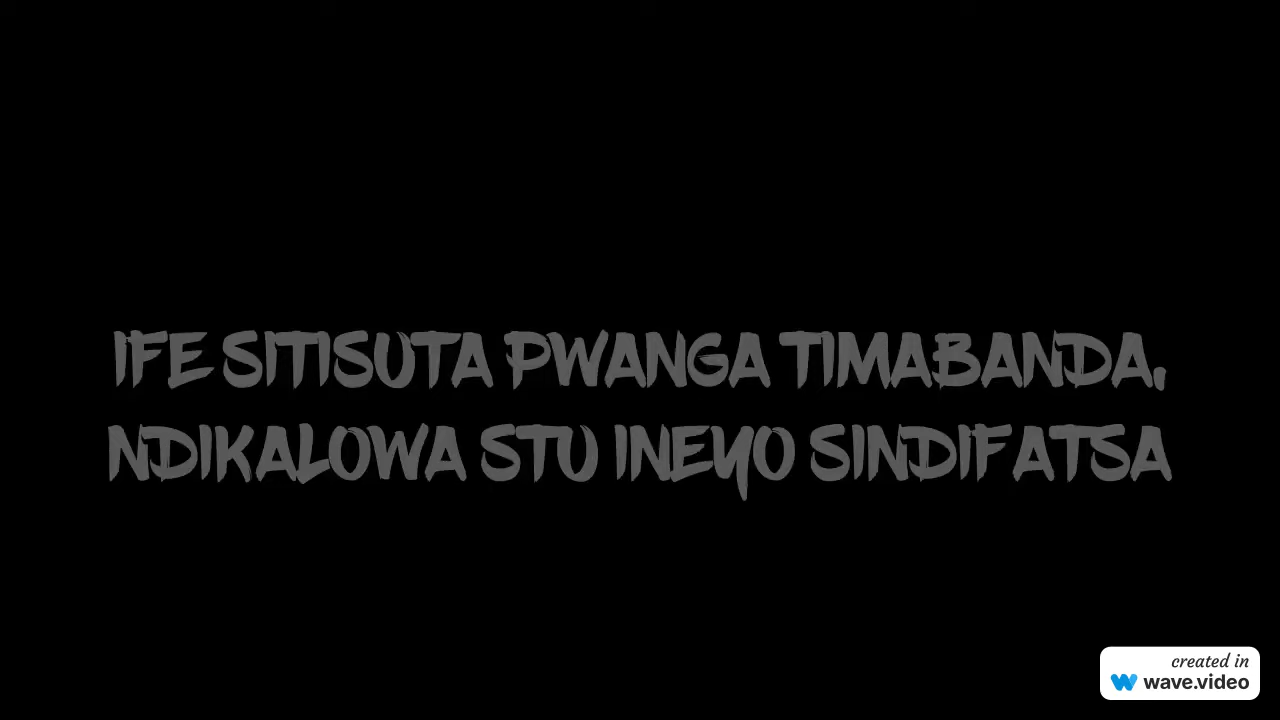 IFE SITISUTA PWANGA TIMABANDA,
NDIKALOWA STU INEYO SINDIFATSA
created in
wave.video